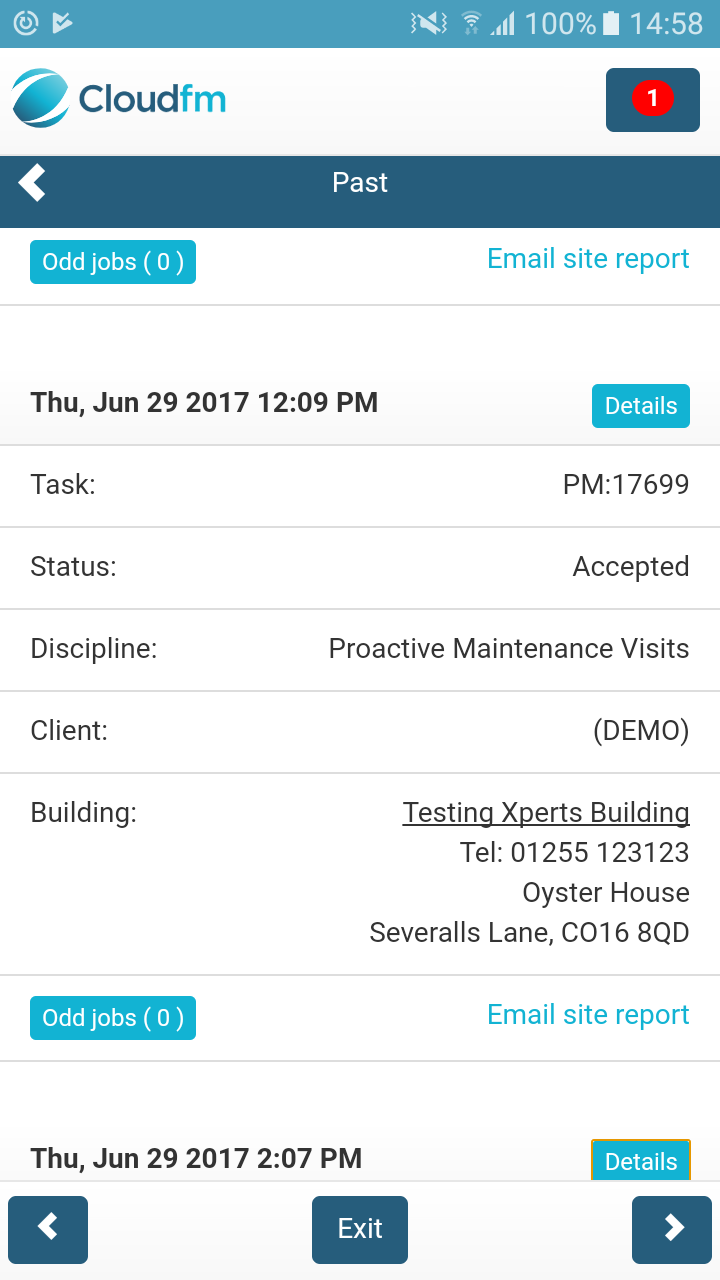 100% 14:58
Cloudfm
1
Past
Odd jobs ( 0 ) Email site report
Thu, Jun 29 2017 12:09 PM Details
Task: PM:17699
Status: Accepted
Discipline: Proactive Maintenance Visits
Client: (DEMO)
Building: Testing Xperts Building
Tel: 01255 123123
Oyster House
Severalls Lane, CO16 8QD
Odd jobs ( 0 ) Email site report
Thu, Jun 29 2017 2:07 PM Details
Exit